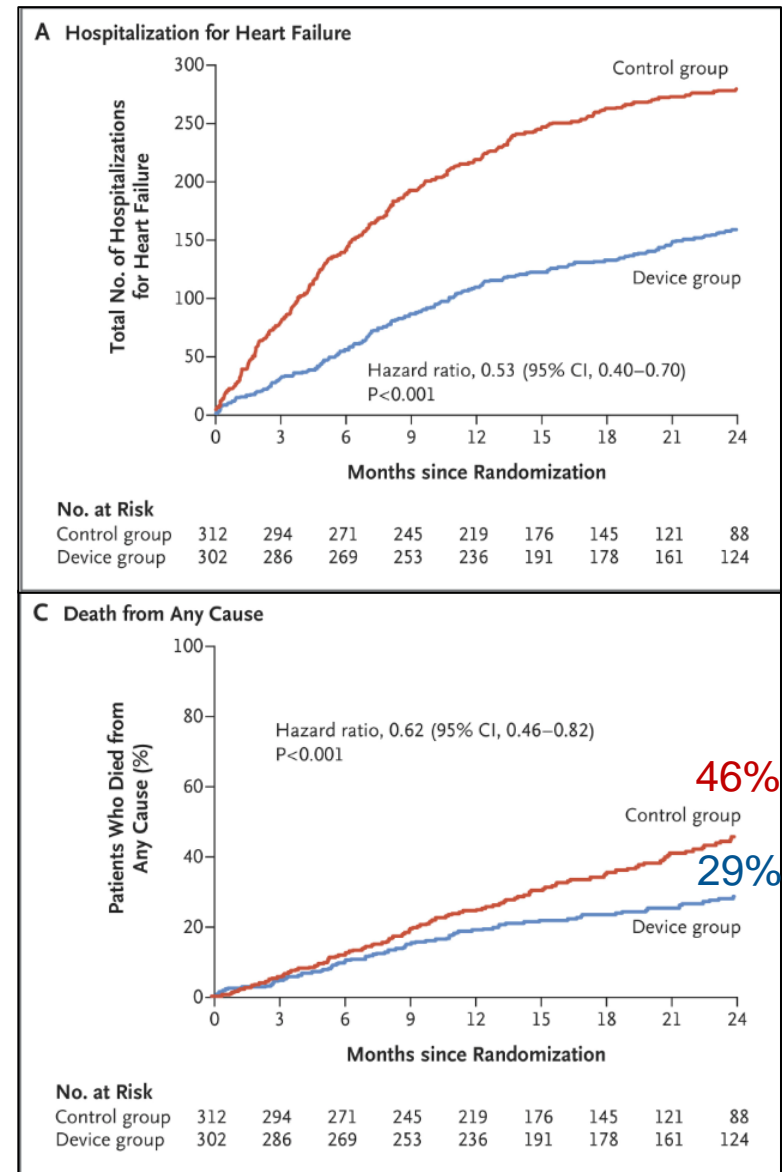 A Hospitalization for Heart Failure
Total No. of Hospitalizations
for Heart Failure
300
250
200
150
100
50
0
Control group
Device group
Hazard ratio, 0.53 (95% CI, 0.40–0.70)
P<0.001
0 3 6 9 12 15 18 21 24
Months since Randomization
No. at Risk
Control group 312 294 271 245 219 176 145 121 88
Device group 302 286 269 253 236 191 178 161 124
C Death from Any Cause
Patients Who Died from
Any Cause (%)
100
80
60
40
20
0
Hazard ratio, 0.62 (95% CI, 0.46–0.82)
P<0.001
46%
Control group
29%
Device group
0 3 6 9 12 15 18 21 24
Months since Randomization
No. at Risk
Control group 312 294 271 245 219 176 145 121 88
Device group 302 286 269 253 236 191 178 161 124